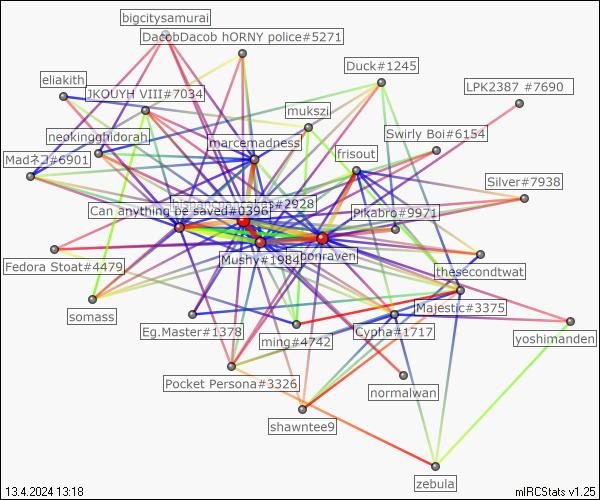 bigcitysamurai
DacobDacob hORNY police#5271
Duck#1245
eliakith
JKOUYH VIII#7034
LPK2387 #7690
mukszi
neokingghidorah
marcemadness
Swirly Boi#6154
Madネコ#6901
frisout
Silver#7938
#2928
Can anything be saved#0396
Pikabro#9971
Mushy#1984
bonraven
Fedora Stoat#4479
thesecondtwat
somass
Majestic#3375
Eg.Master#1378
ming#4742
Cypha#1717
yoshimanden
Pocket Persona#3326
normalwan
shawntee9
zebula
13.4.2024 13:18
mIRCStats v1.25